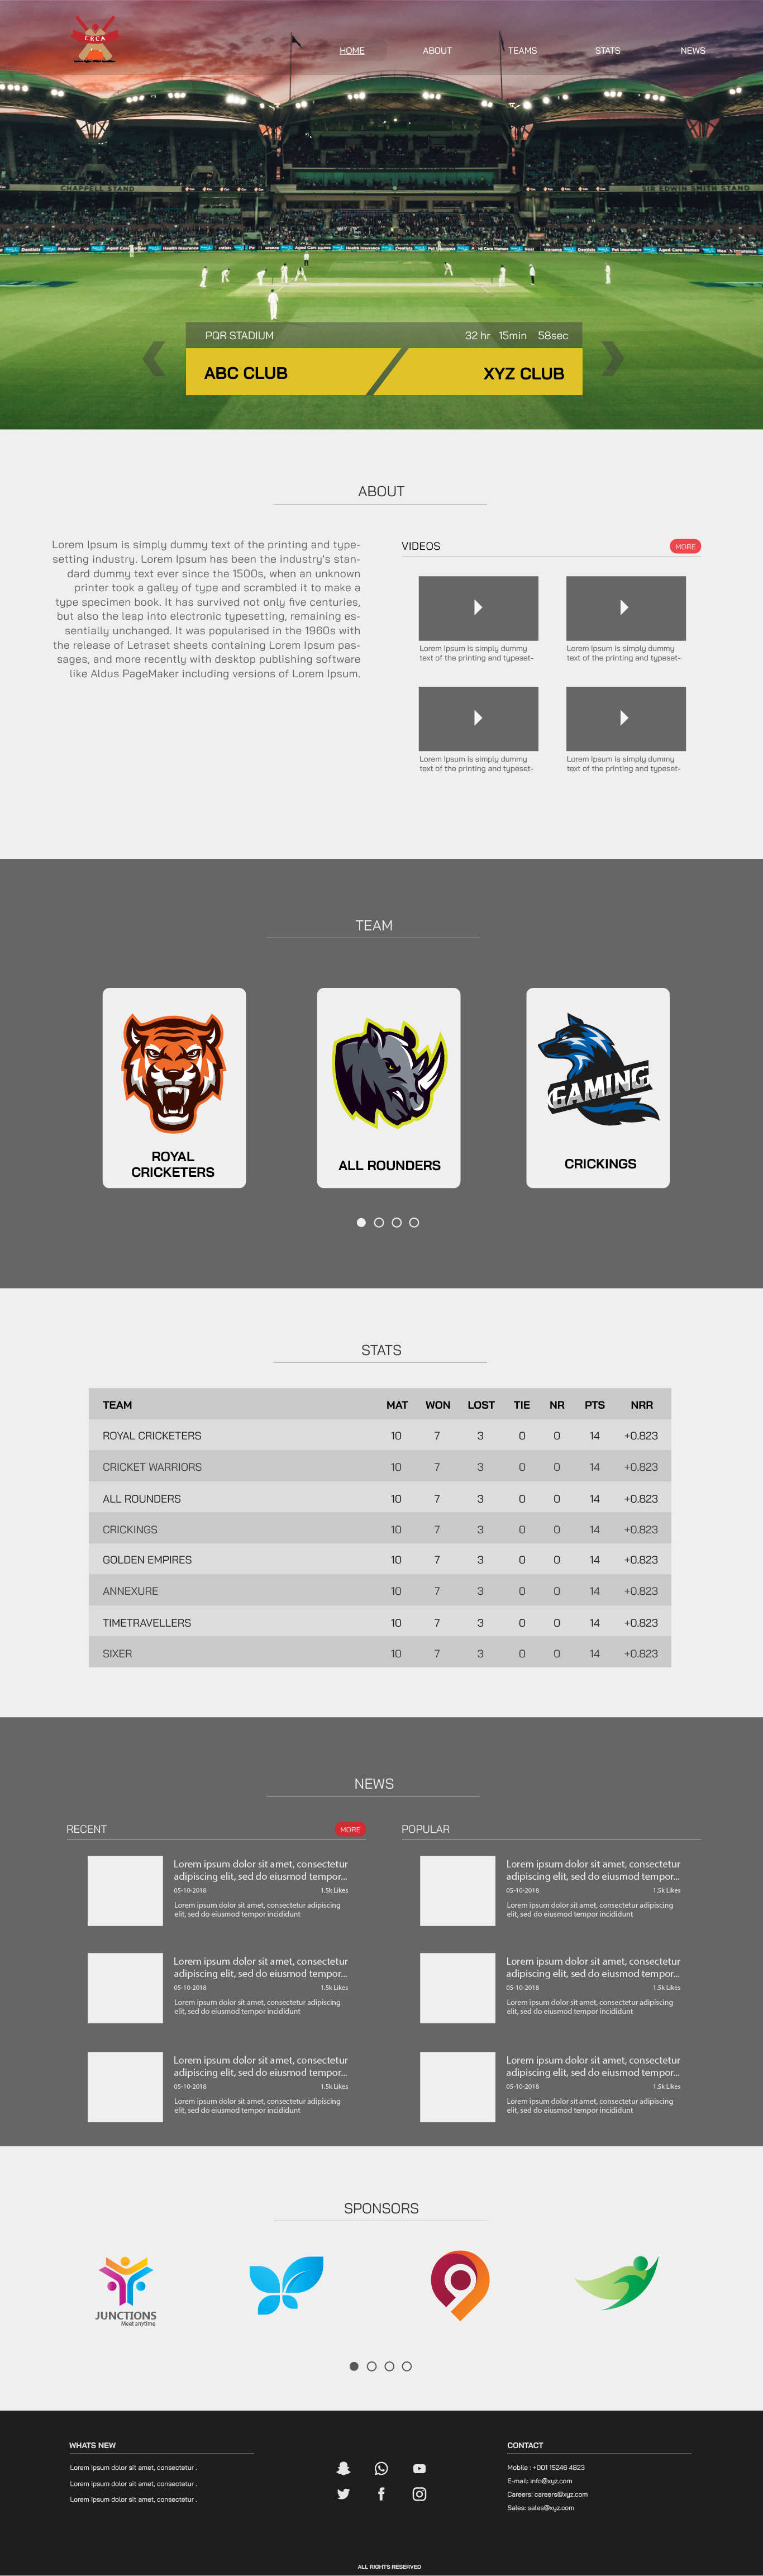 CRCA
HOME
ABOUT
TEAMS
STATS
NEWS
CHAPPELL STAND
SIR EDWIN SMITH STAND
PQR STADIUM
32 hr 15min 58sec
ABC CLUB
XYZ CLUB
ABOUT
Lorem Ipsum is simply dummy text of the printing and type-
setting industry. Lorem Ipsum has been the industry's stan-
dard dummy text ever since the 1500s, when an unknown
printer took a galley of type and scrambled it to make a
type specimen book. It has survived not only five centuries,
but also the leap into electronic typesetting, remaining es-
sentially unchanged. It was popularised in the 1960s with
the release of Letraset sheets containing Lorem Ipsum pas-
sages, and more recently with desktop publishing software
like Aldus PageMaker including versions of Lorem Ipsum.
VIDEOS
MORE
Lorem Ipsum is simply dummy
text of the printing and typeset-
Lorem Ipsum is simply dummy
text of the printing and typeset-
Lorem Ipsum is simply dummy
text of the printing and typeset-
Lorem Ipsum is simply dummy
text of the printing and typeset-
TEAM
ROYAL
CRICKETERS
ALL ROUNDERS
GAMING
CRICKINGS
STATS
TEAM MAT WON LOST TIE NR PTS NRR
ROYAL CRICKETERS 10 7 3 0 0 14 +0.823
CRICKET WARRIORS 10 7 3 0 0 14 +0.823
ALL ROUNDERS 10 7 3 0 0 14 +0.823
CRICKINGS 10 7 3 0 0 14 +0.823
GOLDEN EMPIRES 10 7 3 0 0 14 +0.823
ANNEXURE 10 7 3 0 0 14 +0.823
TIMETRAVELLERS 10 7 3 0 0 14 +0.823
SIXER 10 7 3 0 0 14 +0.823
NEWS
RECENT
MORE
Lorem ipsum dolor sit amet, consectetur
adipiscing elit, sed do eiusmod tempor...
05-10-2018 1.5k Likes
Lorem ipsum dolor sit amet, consectetur adipiscing
elit, sed do eiusmod tempor incididunt
Lorem ipsum dolor sit amet, consectetur
adipiscing elit, sed do eiusmod tempor...
05-10-2018 1.5k Likes
Lorem ipsum dolor sit amet, consectetur adipiscing
elit, sed do eiusmod tempor incididunt
Lorem ipsum dolor sit amet, consectetur
adipiscing elit, sed do eiusmod tempor...
05-10-2018 1.5k Likes
Lorem ipsum dolor sit amet, consectetur adipiscing
elit, sed do eiusmod tempor incididunt
POPULAR
Lorem ipsum dolor sit amet, consectetur
adipiscing elit, sed do eiusmod tempor...
05-10-2018 1.5k Likes
Lorem ipsum dolor sit amet, consectetur adipiscing
elit, sed do eiusmod tempor incididunt
Lorem ipsum dolor sit amet, consectetur
adipiscing elit, sed do eiusmod tempor...
05-10-2018 1.5k Likes
Lorem ipsum dolor sit amet, consectetur adipiscing
elit, sed do eiusmod tempor incididunt
Lorem ipsum dolor sit amet, consectetur
adipiscing elit, sed do eiusmod tempor...
05-10-2018 1.5k Likes
Lorem ipsum dolor sit amet, consectetur adipiscing
elit, sed do eiusmod tempor incididunt
SPONSORS
JUNCTIONS
Meet anytime
WHATS NEW
Lorem ipsum dolor sit amet, consectetur .
Lorem ipsum dolor sit amet, consectetur .
Lorem ipsum dolor sit amet, consectetur .
CONTACT
Mobile : +001 15246 4823
E-mail: info@xyz.com
Careers: careers@xyz.com
Sales: sales@xyz.com
ALL RIGHTS RESERVED